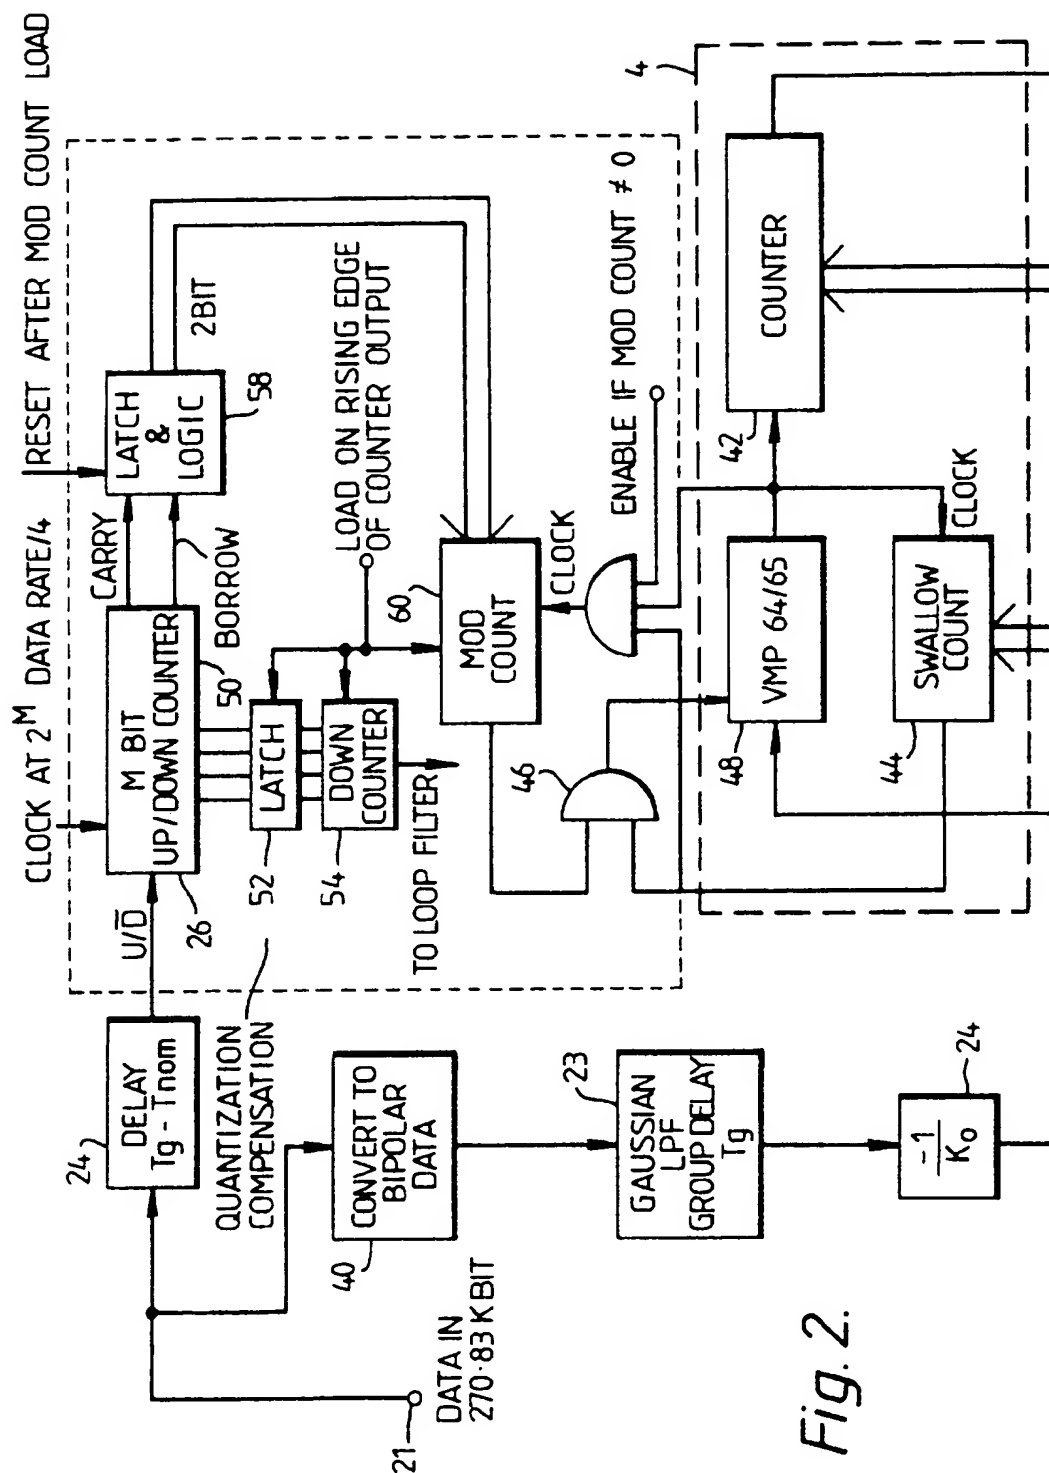 CLOCK AT 2^M DATA RATE/4
RESET AFTER MOD COUNT LOAD
24
DELAY
Tg - Tnom
U/D̅
26
M BIT
UP/DOWN COUNTER
50
CARRY
BORROW
LATCH
&
LOGIC
58
2BIT
QUANTIZATION
COMPENSATION
52
LATCH
54
DOWN
COUNTER
TO LOOP FILTER
LOAD ON RISING EDGE
OF COUNTER OUTPUT
60
MOD
COUNT
CLOCK
ENABLE IF MOD COUNT ≠ 0
46
21
DATA IN
270·83 KBIT
40
CONVERT TO
BIPOLAR
DATA
23
GAUSSIAN
LPF
GROUP DELAY
Tg
24
-1
K₀
4
48
VMP 64/65
42
COUNTER
44
SWALLOW
COUNT
CLOCK
Fig. 2.